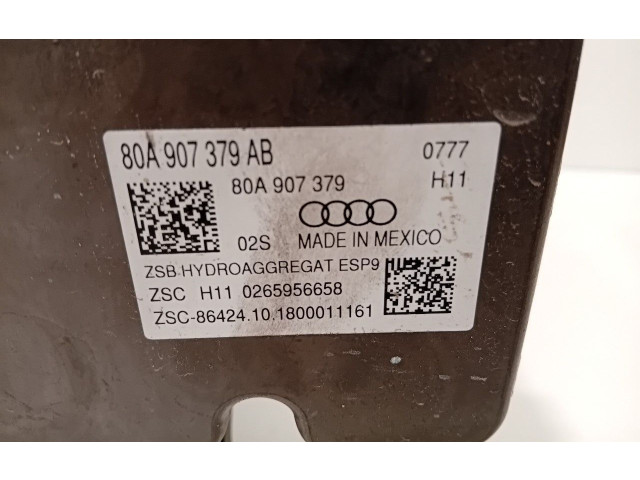 80A 907 379 AB 0777
80A 907 379 H11
02S MADE IN MEXICO
ZSB HYDROAGGREGAT ESP9
ZSC H11 0265956658
ZSC-86424.10.1800011161